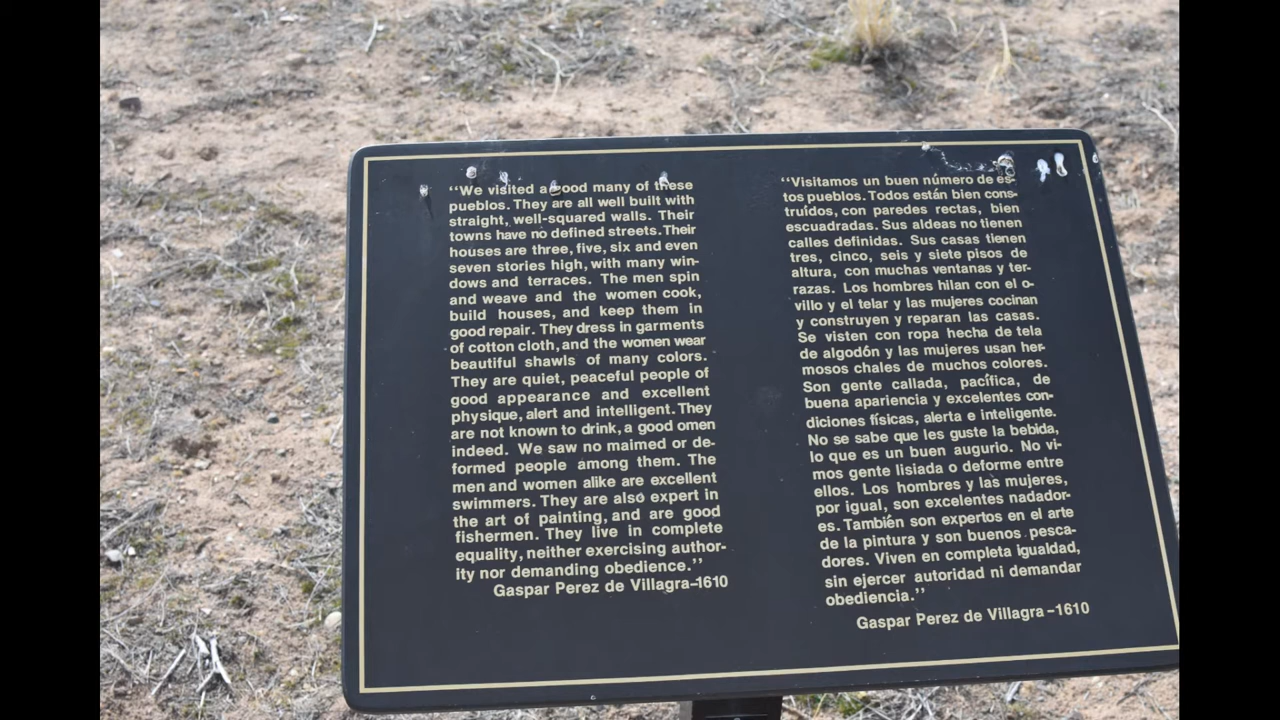 “We visited a good many of these
pueblos. They are all well built with
straight, well-squared walls. Their
towns have no defined streets. Their
houses are three, five, six and even
seven stories high, with many win-
dows and terraces. The men spin
and weave and the women cook,
build houses, and keep them in
good repair. They dress in garments
of cotton cloth, and the women wear
beautiful shawls of many colors.
They are quiet, peaceful people of
good appearance and excellent
physique, alert and intelligent. They
are not known to drink, a good omen
indeed. We saw no maimed or de-
formed people among them. The
men and women alike are excellent
swimmers. They are also expert in
the art of painting, and are good
fishermen. They live in complete
equality, neither exercising author-
ity nor demanding obedience.”
Gaspar Perez de Villagra-1610
“Visitamos un buen número de es-
tos pueblos. Todos están bien cons-
truídos, con paredes rectas, bien
escuadradas. Sus aldeas no tienen
calles definidas. Sus casas tienen
tres, cinco, seis y siete pisos de
altura, con muchas ventanas y ter-
razas. Los hombres hilan con el o-
villo y el telar y las mujeres cocinan
y construyen y reparan las casas.
Se visten con ropa hecha de tela
de algodón y las mujeres usan her-
mosos chales de muchos colores.
Son gente callada, pacífica, de
buena apariencia y excelentes con-
diciones físicas, alerta e inteligente.
No se sabe que les guste la bebida,
lo que es un buen augurio. No vi-
mos gente lisiada o deforme entre
ellos. Los hombres y las mujeres,
por igual, son excelentes nadador-
es. También son expertos en el arte
de la pintura y son buenos pesca-
dores. Viven en completa igualdad,
sin ejercer autoridad ni demandar
obediencia.”
Gaspar Perez de Villagra -1610